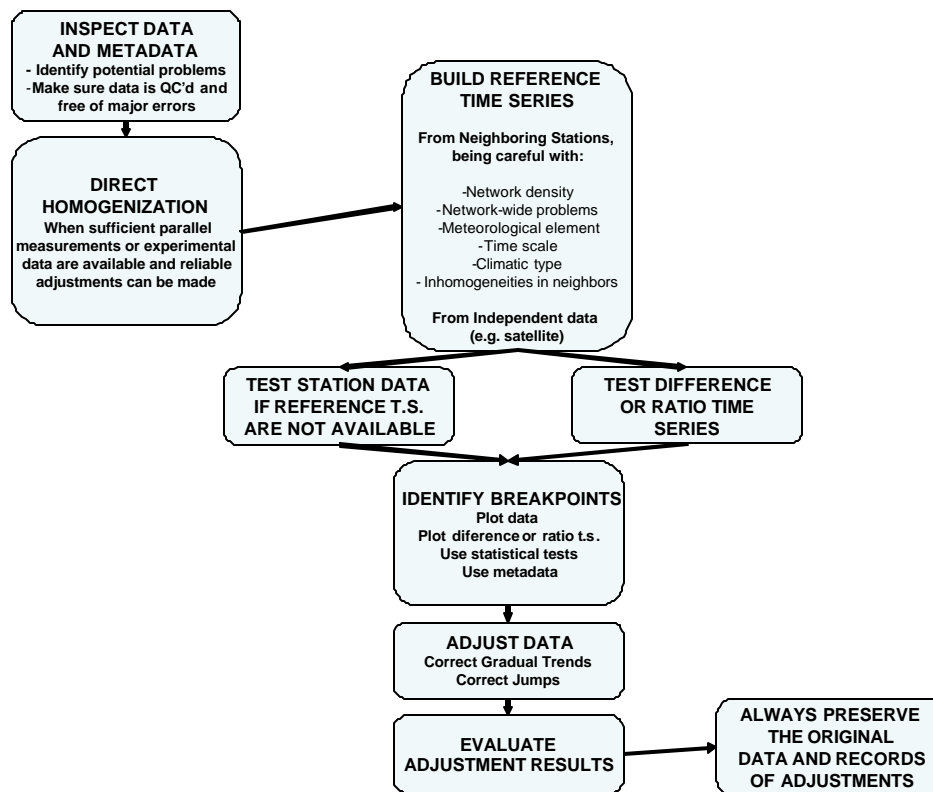 INSPECT DATA
AND METADATA
- Identify potential problems
-Make sure data is QC'd and
free of major errors
DIRECT
HOMOGENIZATION
When sufficient parallel
measurements or experimental
data are available and reliable
adjustments can be made
BUILD REFERENCE
TIME SERIES
From Neighboring Stations,
being careful with:
-Network density
-Network-wide problems
-Meteorological element
-Time scale
-Climatic type
- Inhomogeneities in neighbors
From Independent data
(e.g. satellite)
TEST STATION DATA
IF REFERENCE T.S.
ARE NOT AVAILABLE
TEST DIFFERENCE
OR RATIO TIME
SERIES
IDENTIFY BREAKPOINTS
Plot data
Plot diference or ratio t.s.
Use statistical tests
Use metadata
ADJUST DATA
Correct Gradual Trends
Correct Jumps
EVALUATE
ADJUSTMENT RESULTS
ALWAYS PRESERVE
THE ORIGINAL
DATA AND RECORDS
OF ADJUSTMENTS